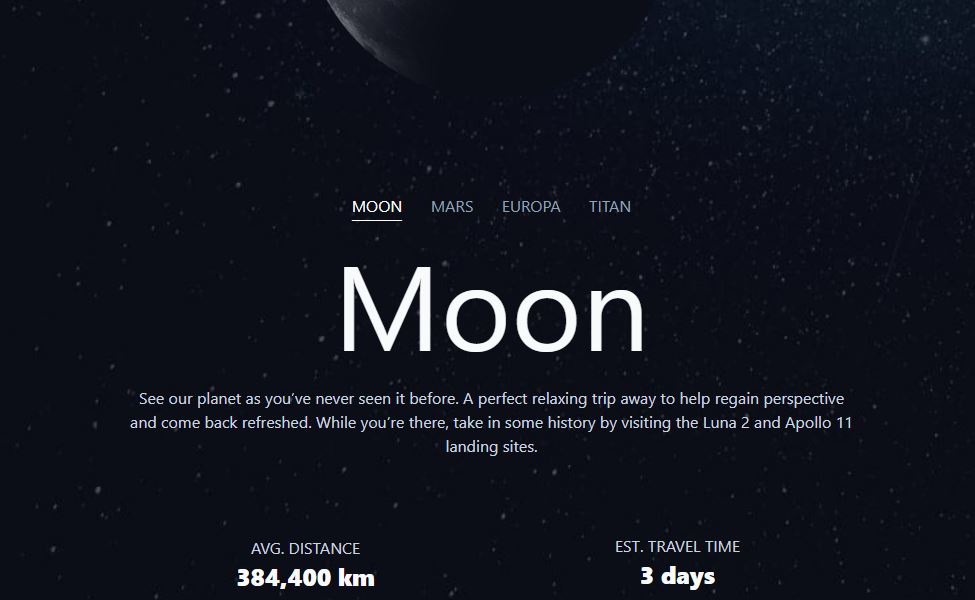 MOON MARS EUROPA TITAN
Moon
See our planet as you’ve never seen it before. A perfect relaxing trip away to help regain perspective
and come back refreshed. While you’re there, take in some history by visiting the Luna 2 and Apollo 11
landing sites.
AVG. DISTANCE
384,400 km
EST. TRAVEL TIME
3 days